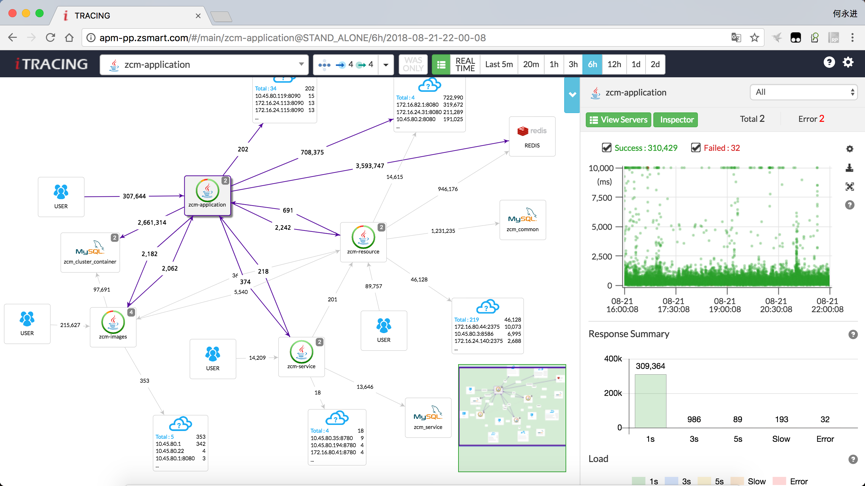 TRACING
何永进
apm-pp.zsmart.com/#/main/zcm-application@STAND_ALONE/6h/2018-08-21-22-00-08
iTRACING
zcm-application
4
4
WAS ONLY
REAL TIME
Last 5m
20m
1h
3h
6h
12h
1d
2d
Total : 34 202
10.45.80.119:8090 15
172.16.24.113:8090 13
172.16.24.115:8090 13
...
Total : 4 722,990
172.16.82.1:8080 319,672
172.16.24.31:8080 211,289
10.45.80.2:8080 191,025
...
redis
REDIS
202
708,375
3,593,747
14,615
946,176
USER
307,644
2
zcm-application
691
2,242
2
zcm-resource
1,231,235
MySQL
zcm_common
2,661,314
2
MySQL
zcm_cluster_container
2,182
2,062
218
374
5,540
97,691
46,128
89,757
201
USER
215,627
4
zcm-images
USER
14,209
2
zcm-service
USER
Total : 219 46,128
172.16.80.44:2375 10,073
10.45.80.3:8586 6,995
172.16.24.140:2375 2,688
...
353
18
13,646
MySQL
zcm_service
Total : 5 353
10.45.80.1 342
10.45.80.22 4
10.45.80.1:8080 3
...
Total : 4 18
10.45.80.35:8780 9
10.45.80.194:8780 4
172.16.80.41:8780 4
...
zcm-application
All
View Servers
Inspector
Total 2
Error 2
Success : 310,429
Failed : 32
10,000
(ms)
7,500
5,000
2,500
0
08-21 16:00:08
08-21 17:30:08
08-21 19:00:08
08-21 20:30:08
08-21 22:00:08
Response Summary
400k
200k
0
309,364
986
89
193
32
1s
3s
5s
Slow
Error
Load
1s
3s
5s
Slow
Error